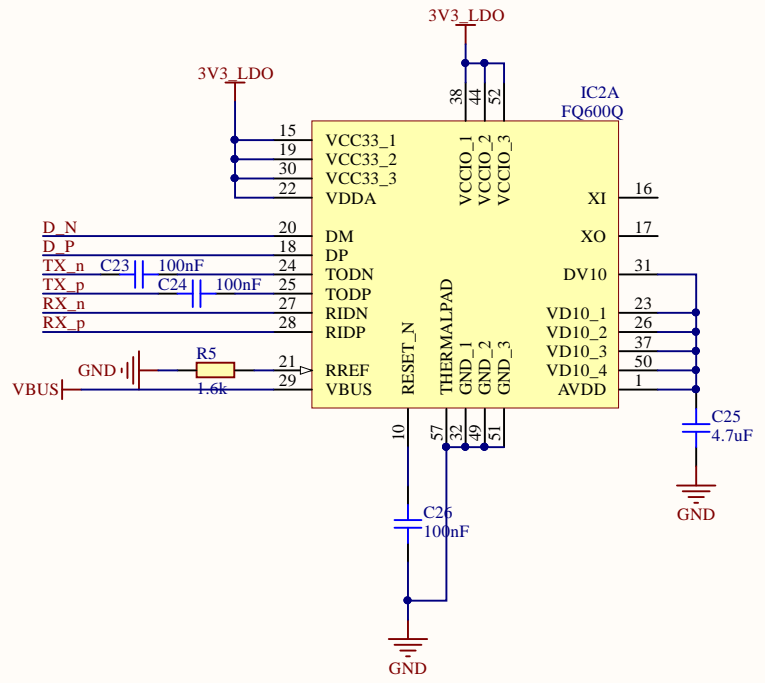 3V3_LDO
3V3_LDO
IC2A
FQ600Q
38
44
52
VCCIO_1
VCCIO_2
VCCIO_3
15
VCC33_1
19
VCC33_2
30
VCC33_3
22
VDDA
XI
16
D_N
20
DM
XO
17
D_P
18
DP
TX_n
C23
100nF
24
TODN
DV10
31
TX_p
C24
100nF
25
TODP
RX_n
27
RIDN
VD10_1
23
RX_p
28
RIDP
VD10_2
26
VD10_3
37
R5
GND
21
RREF
VD10_4
50
VBUS
1.6k
29
VBUS
AVDD
1
RESET_N
THERMALPAD
GND_1
GND_2
GND_3
10
57
32
49
51
C25
4.7uF
GND
C26
100nF
GND